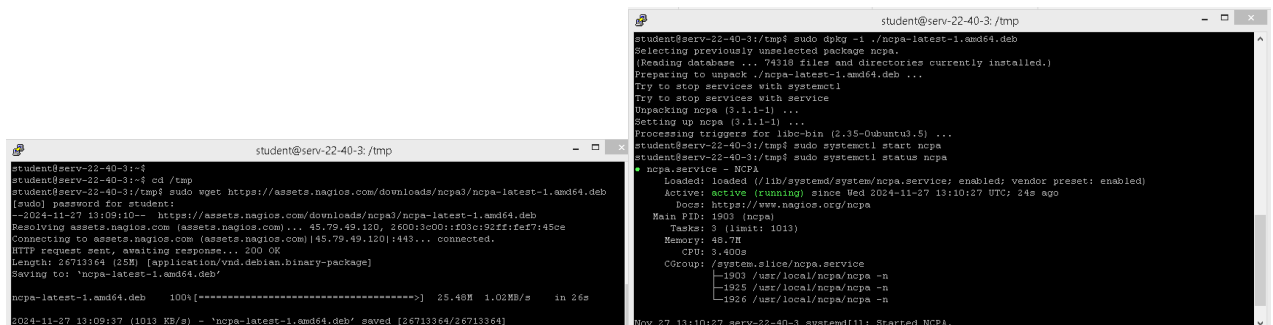 student@serv-22-40-3: /tmp
student@serv-22-40-3:~$
student@serv-22-40-3:~$ cd /tmp
student@serv-22-40-3:/tmp$ sudo wget https://assets.nagios.com/downloads/ncpa3/ncpa-latest-1.amd64.deb
[sudo] password for student:
--2024-11-27 13:09:10--  https://assets.nagios.com/downloads/ncpa3/ncpa-latest-1.amd64.deb
Resolving assets.nagios.com (assets.nagios.com)... 45.79.49.120, 2600:3c00::f03c:92ff:fef7:45ce
Connecting to assets.nagios.com (assets.nagios.com)|45.79.49.120|:443... connected.
HTTP request sent, awaiting response... 200 OK
Length: 26713364 (25M) [application/vnd.debian.binary-package]
Saving to: ‘ncpa-latest-1.amd64.deb’
ncpa-latest-1.amd64.deb    100%[=====================================>]  25.48M  1.02MB/s    in 26s
2024-11-27 13:09:37 (1013 KB/s) - ‘ncpa-latest-1.amd64.deb’ saved [26713364/26713364]
student@serv-22-40-3: /tmp
student@serv-22-40-3:/tmp$ sudo dpkg -i ./ncpa-latest-1.amd64.deb
Selecting previously unselected package ncpa.
(Reading database ... 74318 files and directories currently installed.)
Preparing to unpack ./ncpa-latest-1.amd64.deb ...
Try to stop services with systemctl
Try to stop services with service
Unpacking ncpa (3.1.1-1) ...
Setting up ncpa (3.1.1-1) ...
Processing triggers for libc-bin (2.35-0ubuntu3.5) ...
student@serv-22-40-3:/tmp$ sudo systemctl start ncpa
student@serv-22-40-3:/tmp$ sudo systemctl status ncpa
● ncpa.service - NCPA
Loaded: loaded (/lib/systemd/system/ncpa.service; enabled; vendor preset: enabled)
Active: active (running) since Wed 2024-11-27 13:10:27 UTC; 24s ago
Docs: https://www.nagios.org/ncpa
Main PID: 1903 (ncpa)
Tasks: 3 (limit: 1013)
Memory: 48.7M
CPU: 3.400s
CGroup: /system.slice/ncpa.service
├─1903 /usr/local/ncpa/ncpa -n
├─1925 /usr/local/ncpa/ncpa -n
└─1926 /usr/local/ncpa/ncpa -n
Nov 27 13:10:27 serv-22-40-3 systemd[1]: Started NCPA.